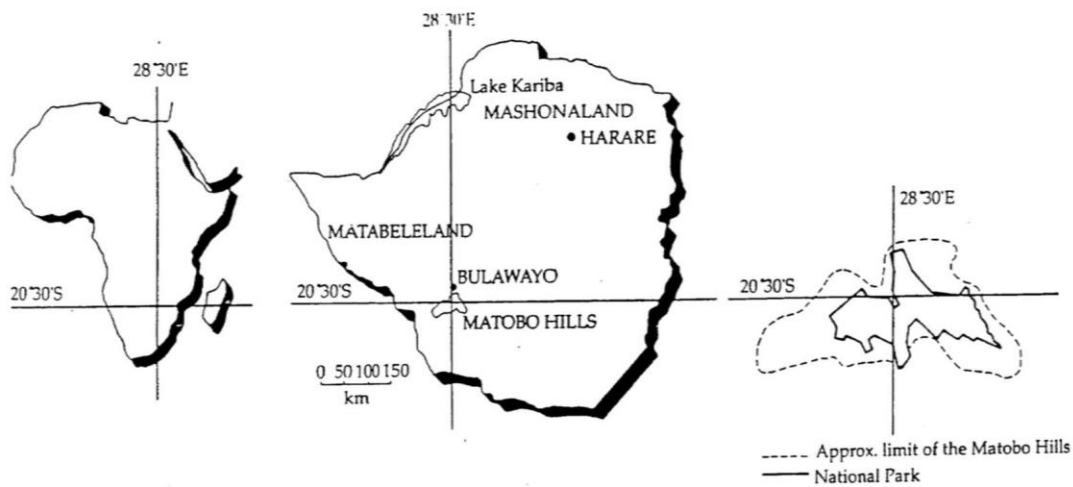 28˚30'E
20˚30'S
28˚30'E
Lake Kariba
MASHONALAND
HARARE
MATABELELAND
BULAWAYO
20˚30'S
MATOBO HILLS
0 50 100 150
km
28˚30'E
20˚30'S
Approx. limit of the Matobo Hills
National Park